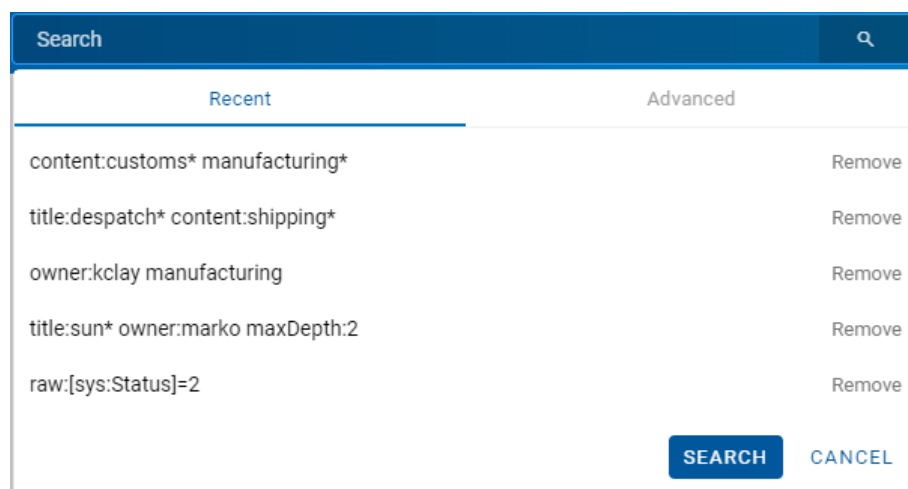 Search
Recent Advanced
content:customs* manufacturing* Remove
title:despatch* content:shipping* Remove
owner:kclay manufacturing Remove
title:sun* owner:marko maxDepth:2 Remove
raw:[sys:Status]=2 Remove
SEARCH CANCEL